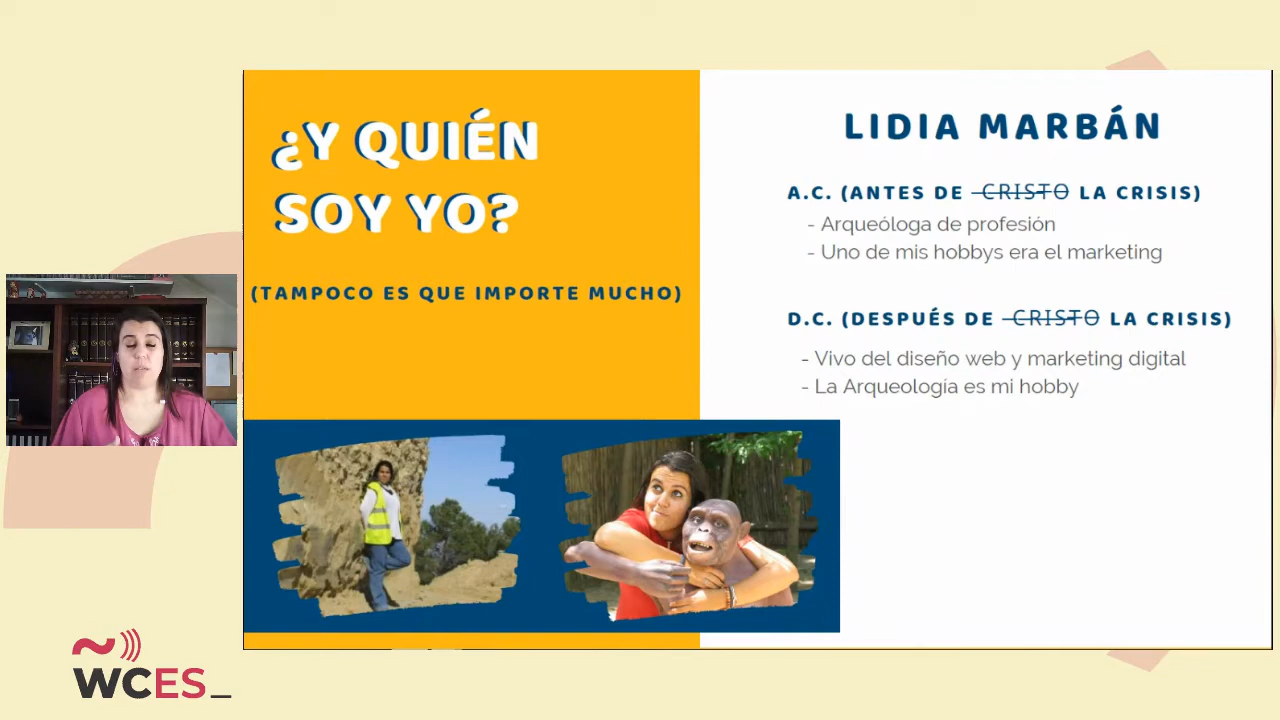 ¿Y QUIÉN
SOY YO?
(TAMPOCO ES QUE IMPORTE MUCHO)
LIDIA MARBÁN
A.C. (ANTES DE CRISTO LA CRISIS)
- Arqueóloga de profesión
- Uno de mis hobbys era el marketing
D.C. (DESPUÉS DE CRISTO LA CRISIS)
- Vivo del diseño web y marketing digital
- La Arqueología es mi hobby
WCES_